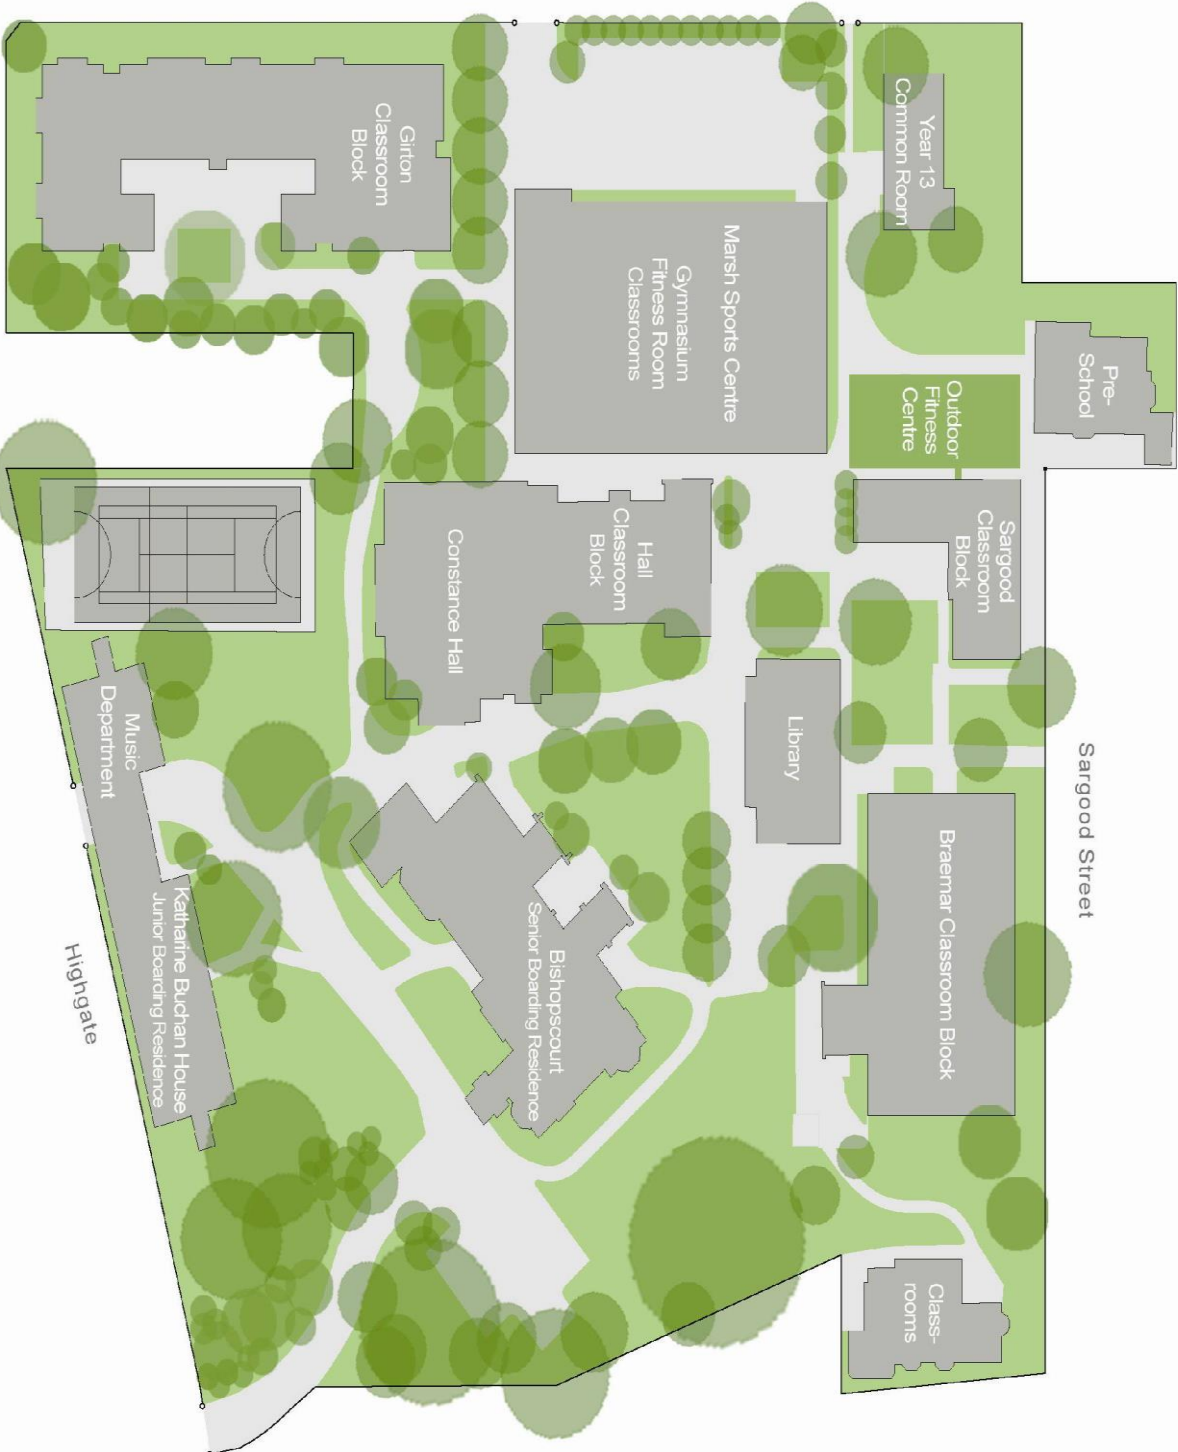 Sargood Street
Year 13
Common Room
Pre-
School
Outdoor
Fitness
Centre
Sargood
Classroom
Block
Braemar Classroom Block
Class-
rooms
Marsh Sports Centre
Gymnasium
Fitness Room
Classrooms
Library
Hall
Classroom
Block
Constance Hall
Bishopscourt
Senior Boarding Residence
Girton
Classroom
Block
Music
Department
Katharine Buchan House
Junior Boarding Residence
Highgate